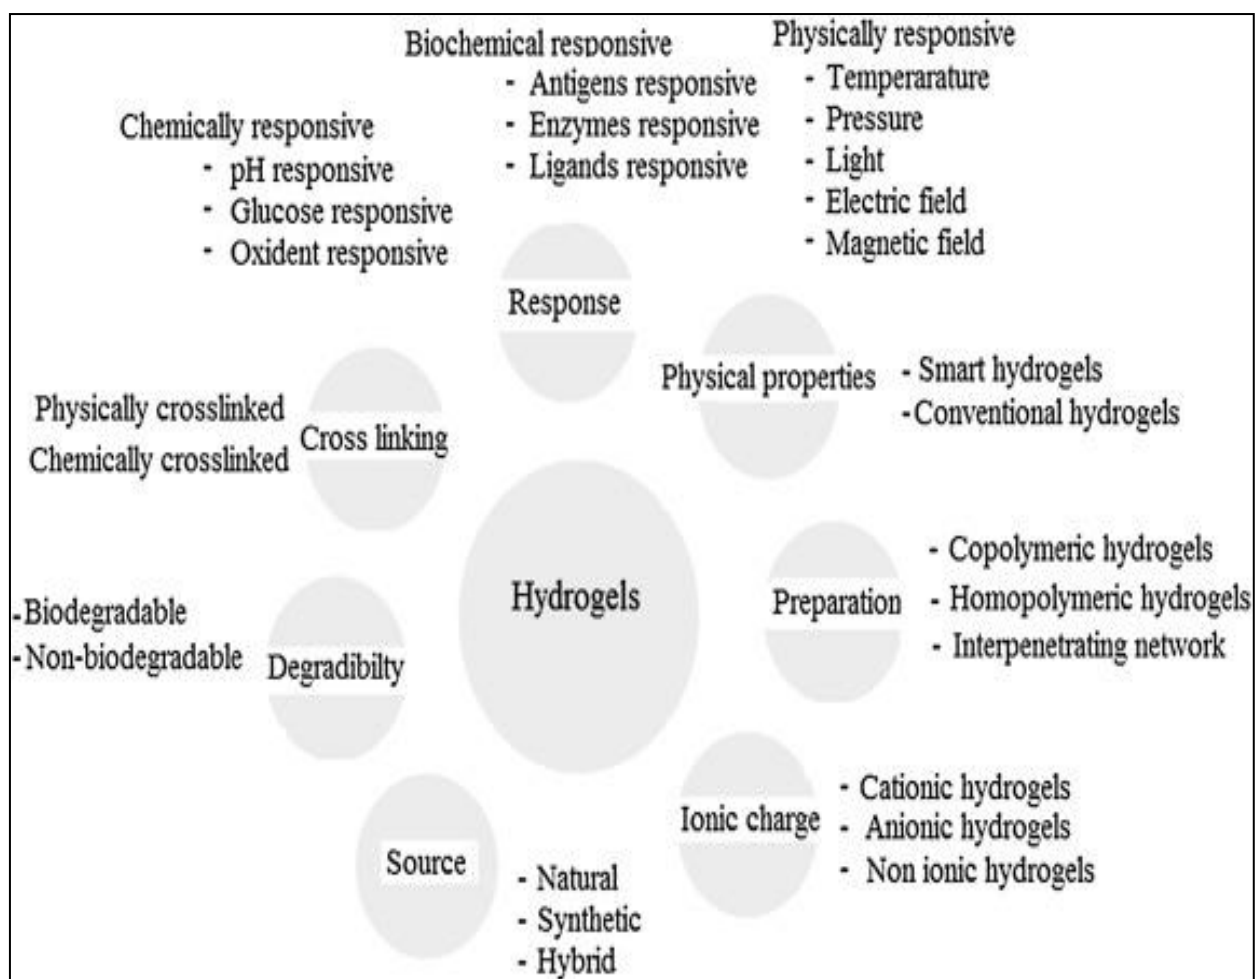 Biochemical responsive
- Antigens responsive
- Enzymes responsive
- Ligands responsive
Physically responsive
- Temperarature
- Pressure
- Light
- Electric field
- Magnetic field
Chemically responsive
- pH responsive
- Glucose responsive
- Oxident responsive
Response
Physical properties
- Smart hydrogels
-Conventional hydrogels
Physically crosslinked
Chemically crosslinked
Cross linking
Hydrogels
Preparation
- Copolymeric hydrogels
- Homopolymeric hydrogels
- Interpenetrating network
-Biodegradable
-Non-biodegradable
Degradibilty
Ionic charge
- Cationic hydrogels
- Anionic hydrogels
- Non ionic hydrogels
Source
- Natural
- Synthetic
- Hybrid